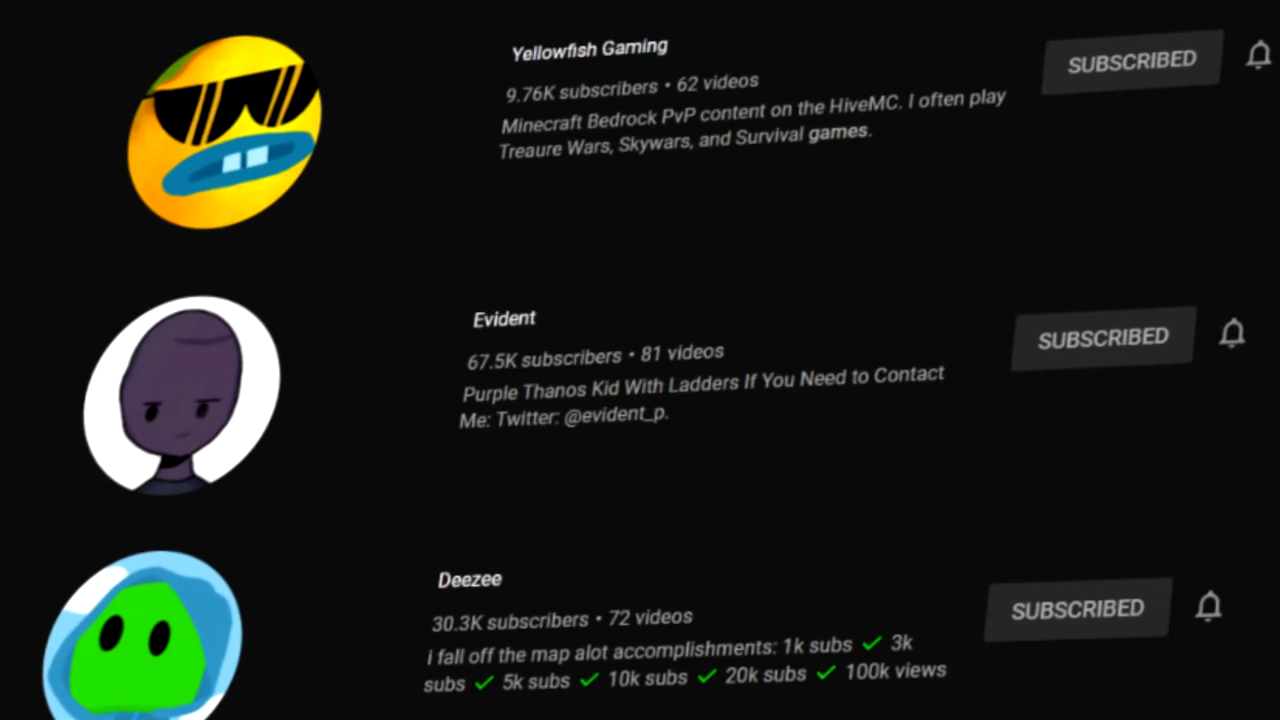 Yellowfish Gaming
9.76K subscribers • 62 videos
Minecraft Bedrock PvP content on the HiveMC. I often play
Treaure Wars, Skywars, and Survival games.
SUBSCRIBED
Evident
67.5K subscribers • 81 videos
Purple Thanos Kid With Ladders If You Need to Contact
Me: Twitter: @evident_p.
SUBSCRIBED
Deezee
30.3K subscribers • 72 videos
i fall off the map alot accomplishments: 1k subs ✓ 3k
subs ✓ 5k subs ✓ 10k subs ✓ 20k subs ✓ 100k views
SUBSCRIBED